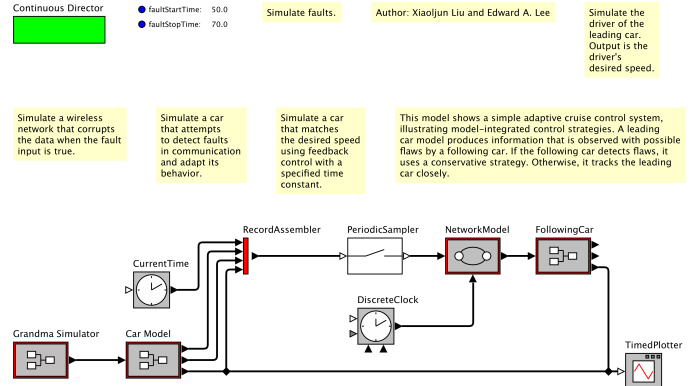 Continuous Director
faultStartTime: 50.0
faultStopTime: 70.0
Simulate faults.
Author: Xiaoljun Liu and Edward A. Lee
Simulate the
driver of the
leading car.
Output is the
driver's
desired speed.
Simulate a wireless
network that corrupts
the data when the fault
input is true.
Simulate a car
that attempts
to detect faults
in communication
and adapt its
behavior.
Simulate a car
that matches
the desired speed
using feedback
control with a
specified time
constant.
This model shows a simple adaptive cruise control system,
illustrating model-integrated control strategies. A leading
car model produces information that is observed with possible
flaws by a following car. If the following car detects flaws, it
uses a conservative strategy. Otherwise, it tracks the leading
car closely.
RecordAssembler
PeriodicSampler
NetworkModel
FollowingCar
CurrentTime
DiscreteClock
Grandma Simulator
Car Model
TimedPlotter